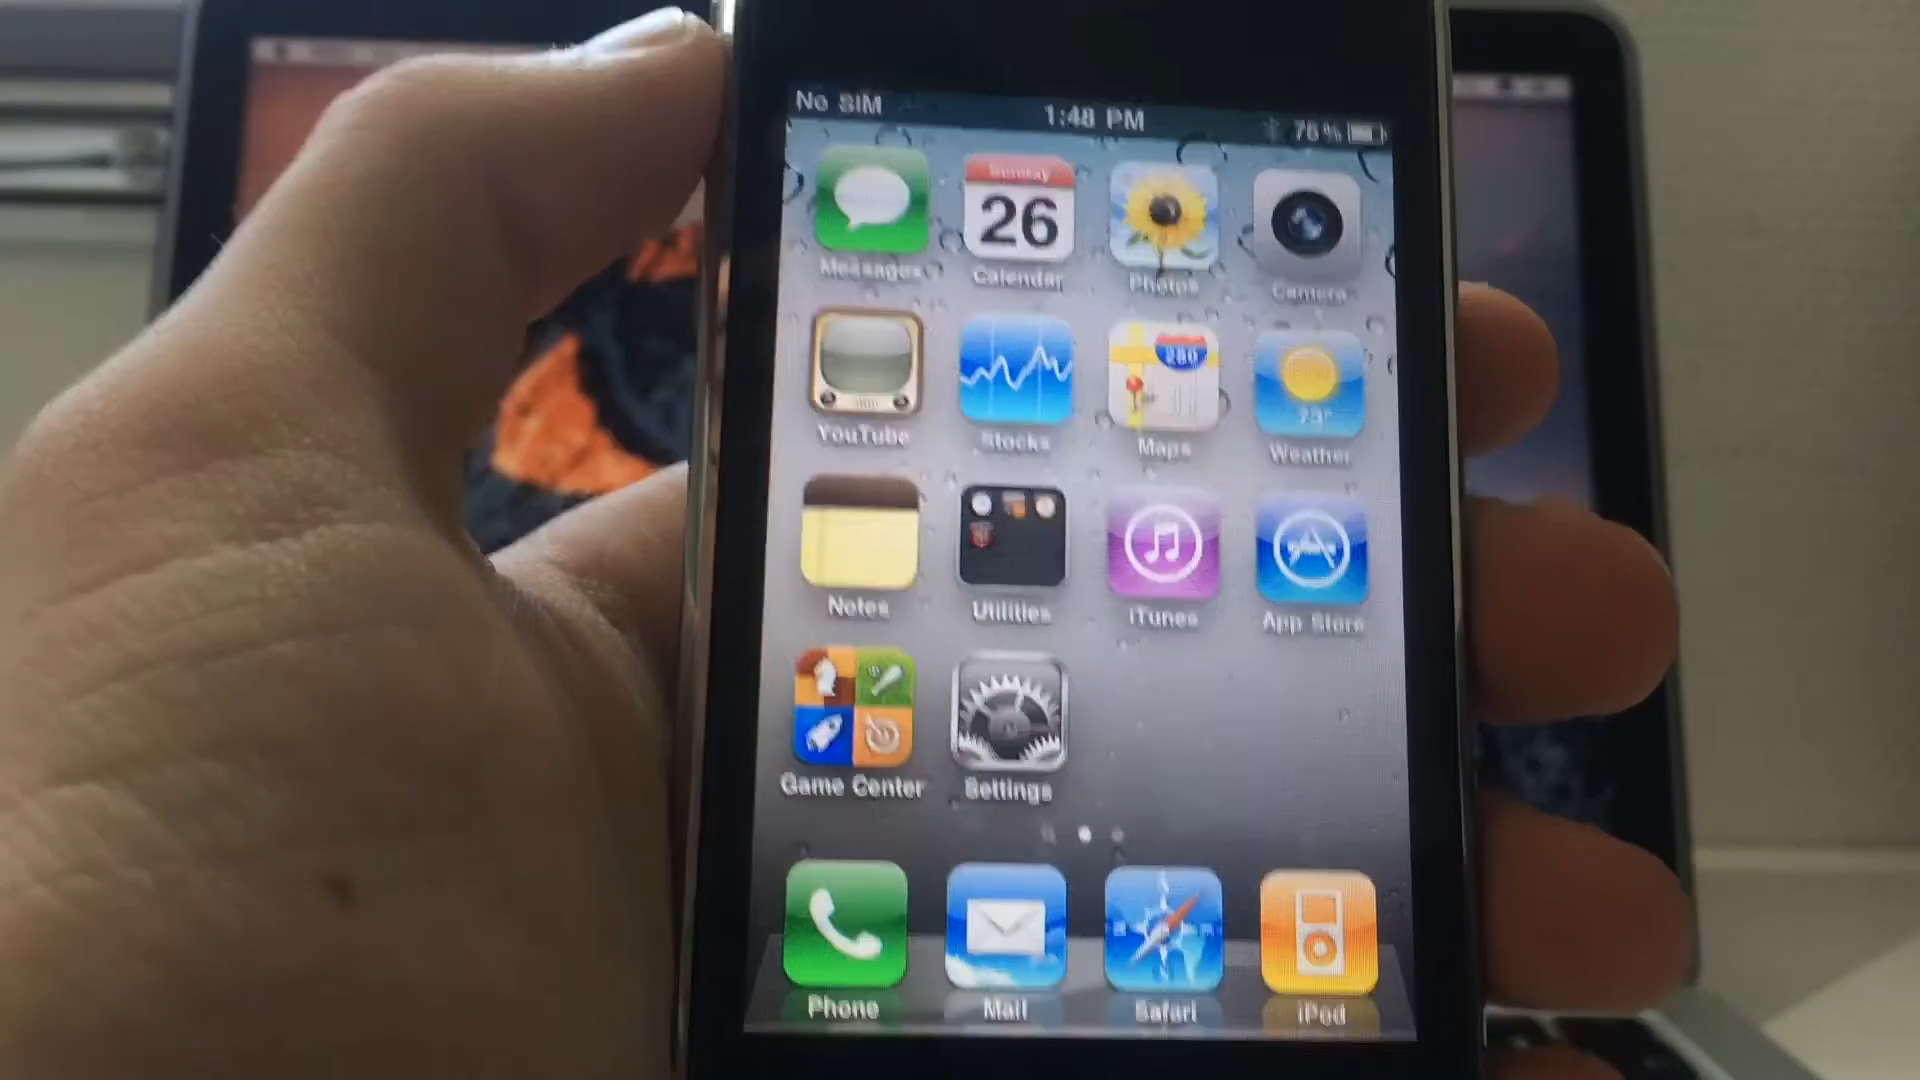 No SIM 1:48 PM 76%
Sunday
26
Messages Calendar Photos Camera
280
73°
YouTube Stocks Maps Weather
Notes Utilities iTunes App Store
Game Center Settings
Phone Mail Safari iPod